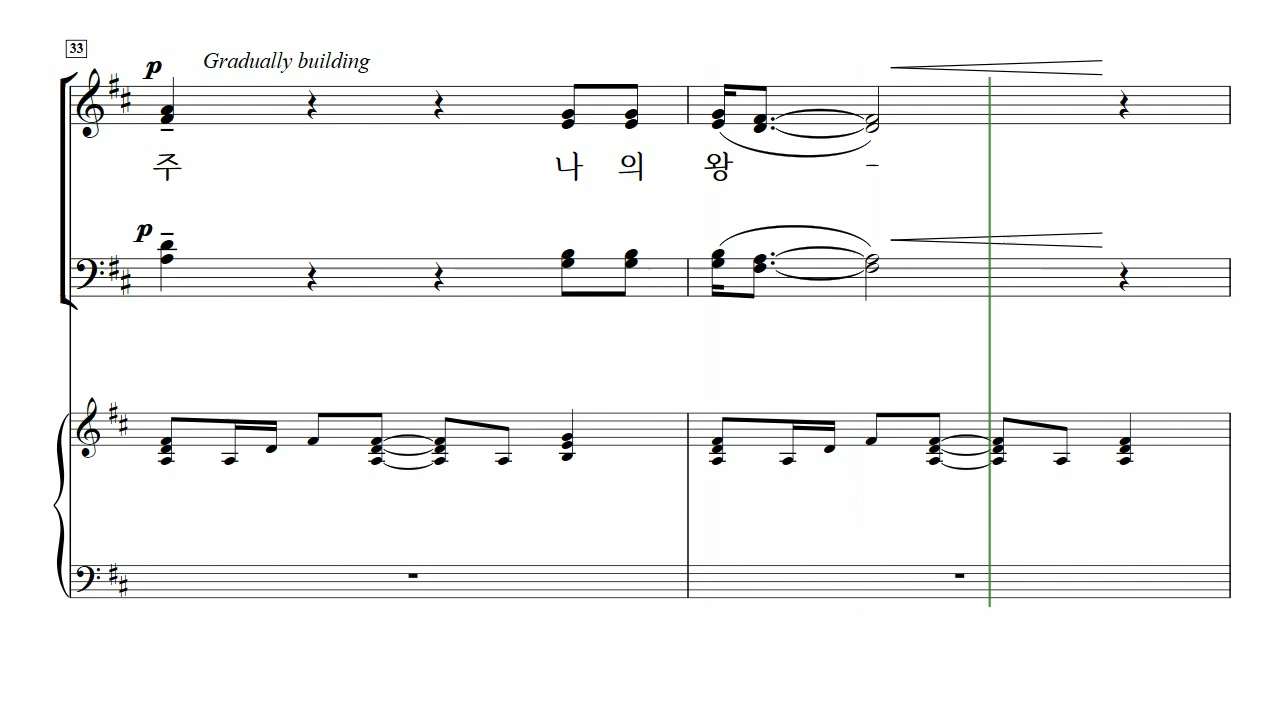 33
p Gradually building
주 나 의 왕 -
p